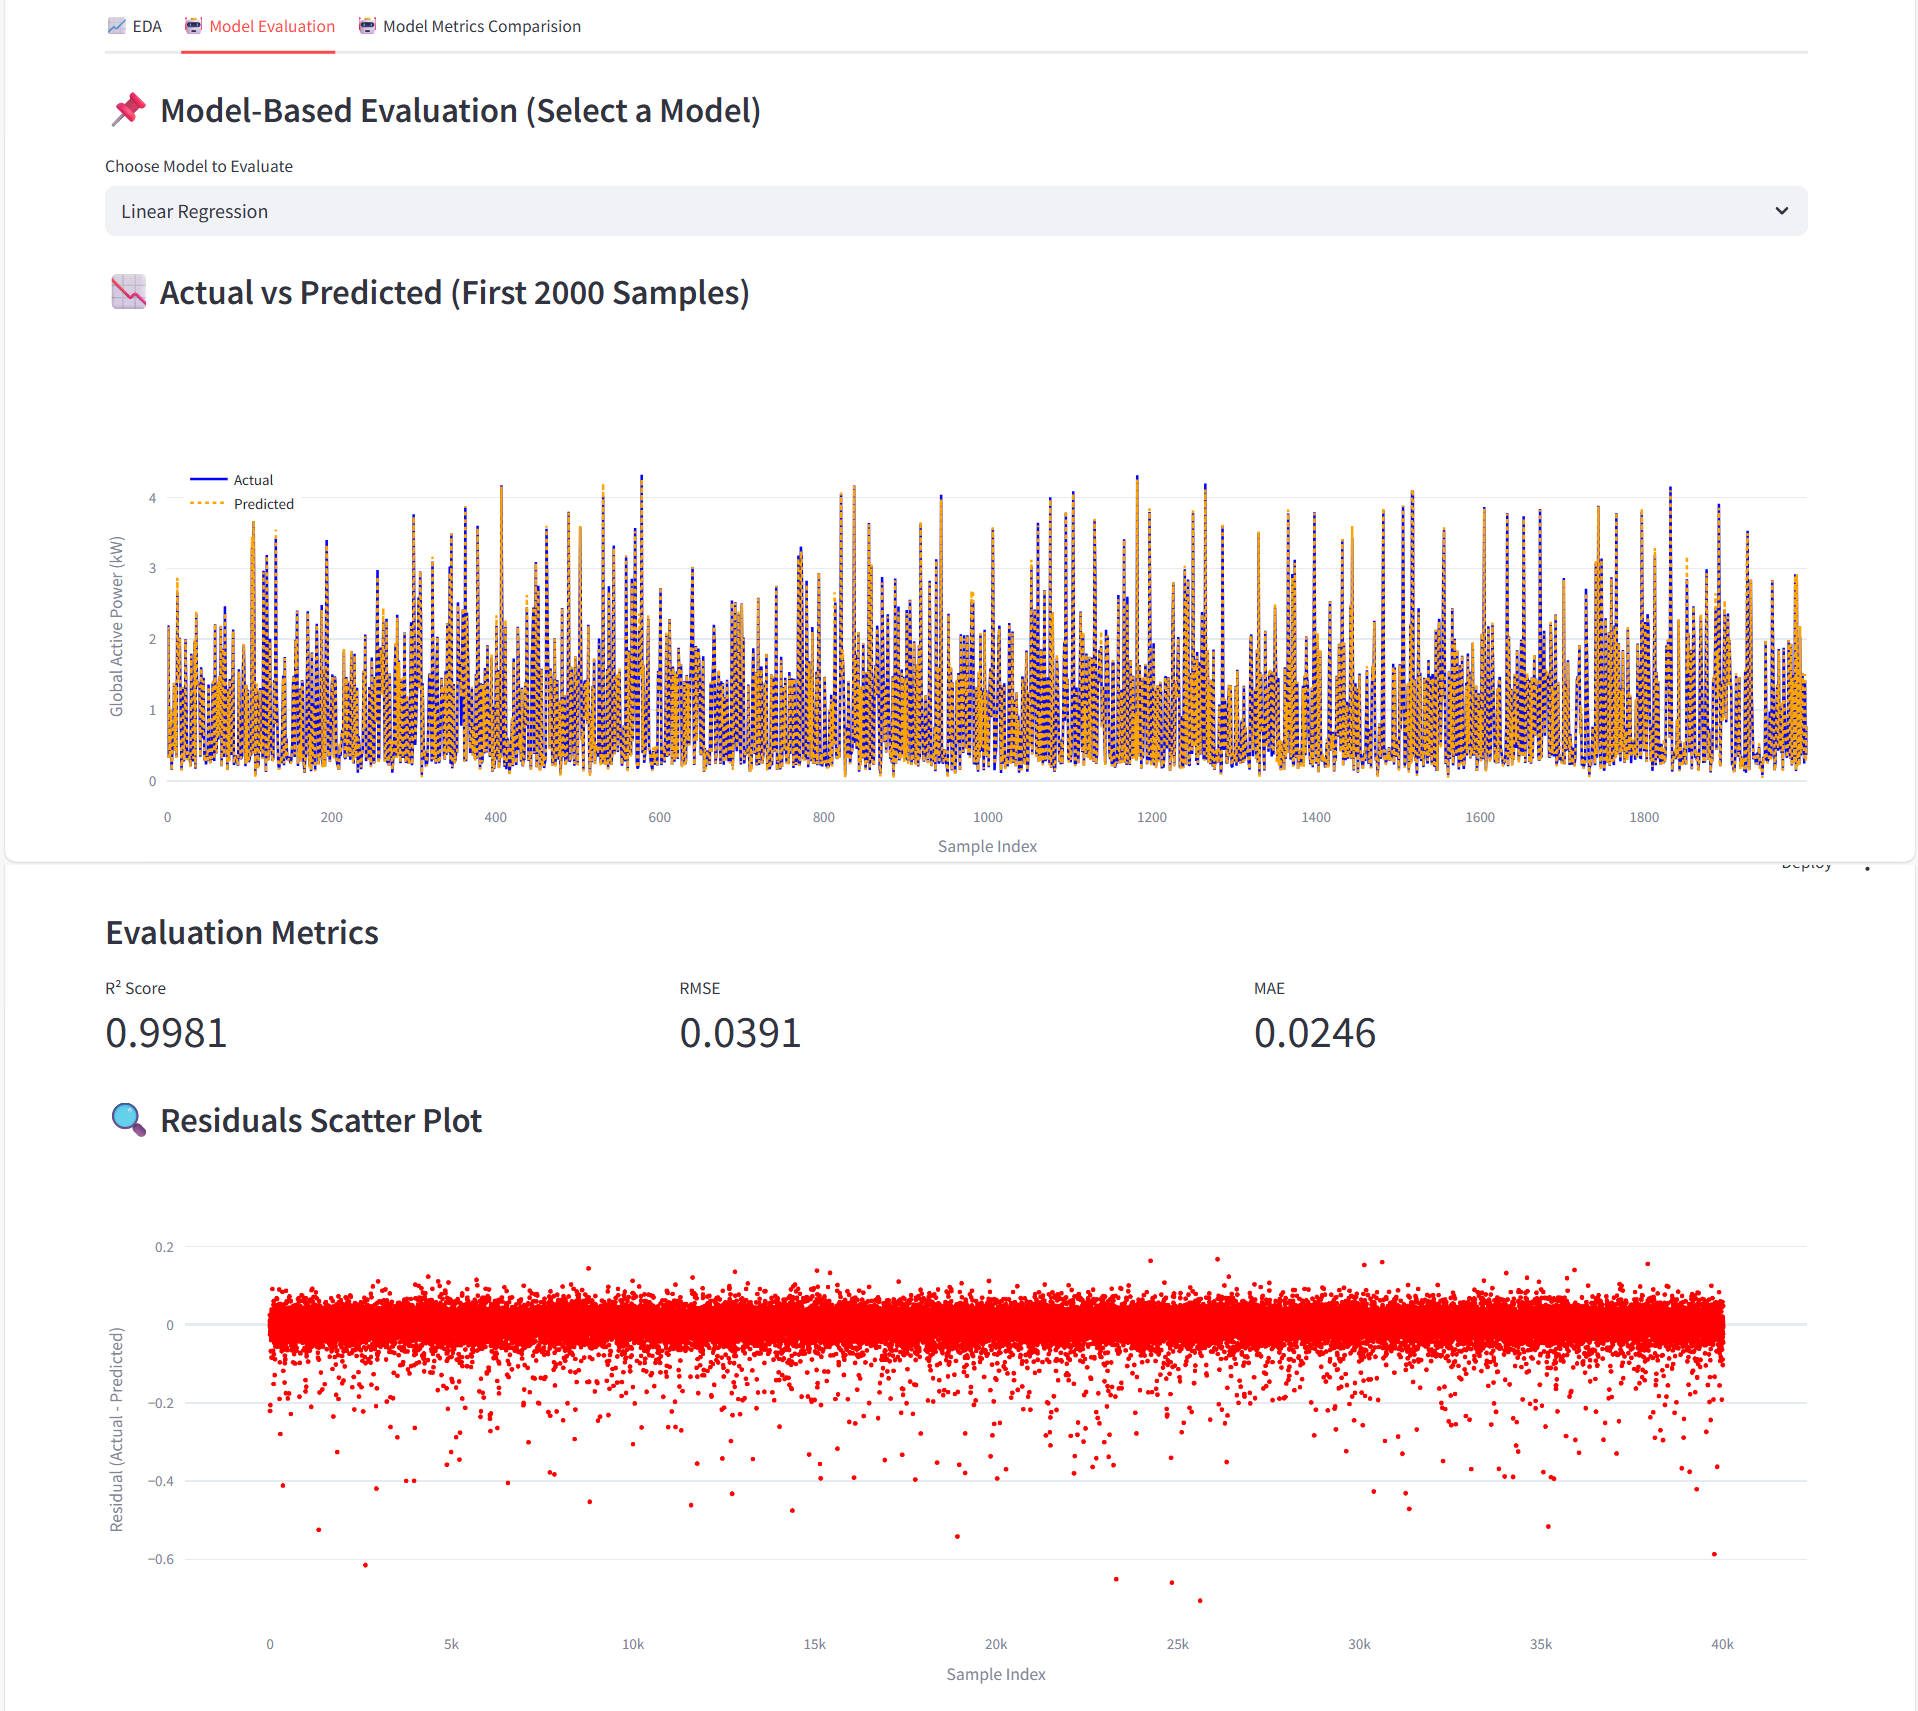 EDA Model Evaluation Model Metrics Comparision
Model-Based Evaluation (Select a Model)
Choose Model to Evaluate
Linear Regression
Actual vs Predicted (First 2000 Samples)
Actual
Predicted
Global Active Power (kW)
4
3
2
1
0
0 200 400 600 800 1000 1200 1400 1600 1800
Sample Index
Deploy
Evaluation Metrics
R² Score RMSE MAE
0.9981 0.0391 0.0246
Residuals Scatter Plot
Residual (Actual - Predicted)
0.2
0
−0.2
−0.4
−0.6
0 5k 10k 15k 20k 25k 30k 35k 40k
Sample Index